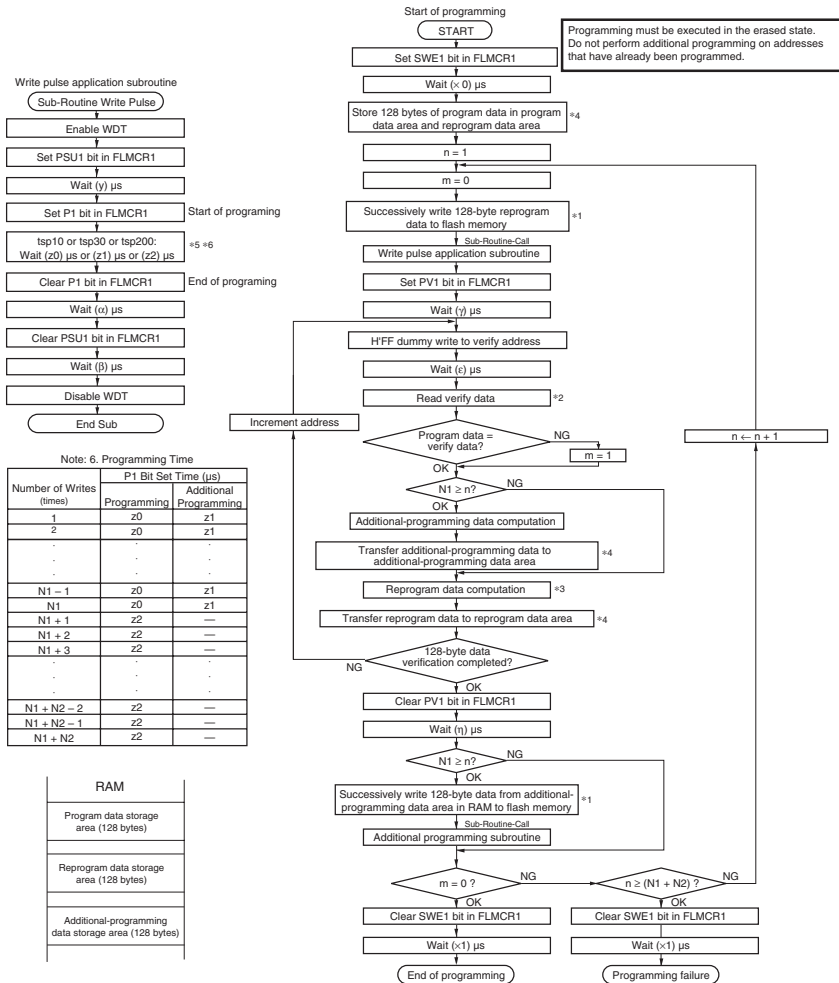 Start of programming
START
Set SWE1 bit in FLMCR1
Wait (×0) µs
Store 128 bytes of program data in program
data area and reprogram data area
*4
n = 1
m = 0
Successively write 128-byte reprogram
data to flash memory
*1
Sub-Routine-Call
Write pulse application subroutine
Set PV1 bit in FLMCR1
Wait (γ) µs
H'FF dummy write to verify address
Wait (ε) µs
Read verify data
*2
Increment address
Program data =
verify data?
NG
m = 1
OK
n ← n + 1
N1 ≥ n?
NG
OK
Additional-programming data computation
Transfer additional-programming data to
additional-programming data area
*4
Reprogram data computation
*3
Transfer reprogram data to reprogram data area
*4
128-byte data
verification completed?
NG
OK
Clear PV1 bit in FLMCR1
Wait (η) µs
N1 ≥ n?
NG
OK
Successively write 128-byte data from additional-
programming data area in RAM to flash memory
*1
Sub-Routine-Call
Additional programming subroutine
m = 0 ?
NG
n ≥ (N1 + N2) ?
NG
OK
OK
Clear SWE1 bit in FLMCR1
Clear SWE1 bit in FLMCR1
Wait (×1) µs
Wait (×1) µs
End of programming
Programming failure
Programming must be executed in the erased state.
Do not perform additional programming on addresses
that have already been programmed.
Write pulse application subroutine
Sub-Routine Write Pulse
Enable WDT
Set PSU1 bit in FLMCR1
Wait (y) µs
Set P1 bit in FLMCR1
Start of programing
tsp10 or tsp30 or tsp200:
Wait (z0) µs or (z1) µs or (z2) µs
*5 *6
Clear P1 bit in FLMCR1
End of programing
Wait (α) µs
Clear PSU1 bit in FLMCR1
Wait (β) µs
Disable WDT
End Sub
Note: 6. Programming Time
Number of Writes
(times)
P1 Bit Set Time (µs)
Programming
Additional
Programming
1 z0 z1
2 z0 z1
. . .
. . .
. . .
N1 – 1 z0 z1
N1 z0 z1
N1 + 1 z2 —
N1 + 2 z2 —
N1 + 3 z2 —
. . .
. . .
. . .
N1 + N2 – 2 z2 —
N1 + N2 – 1 z2 —
N1 + N2 z2 —
RAM
Program data storage
area (128 bytes)
Reprogram data storage
area (128 bytes)
Additional-programming
data storage area (128 bytes)